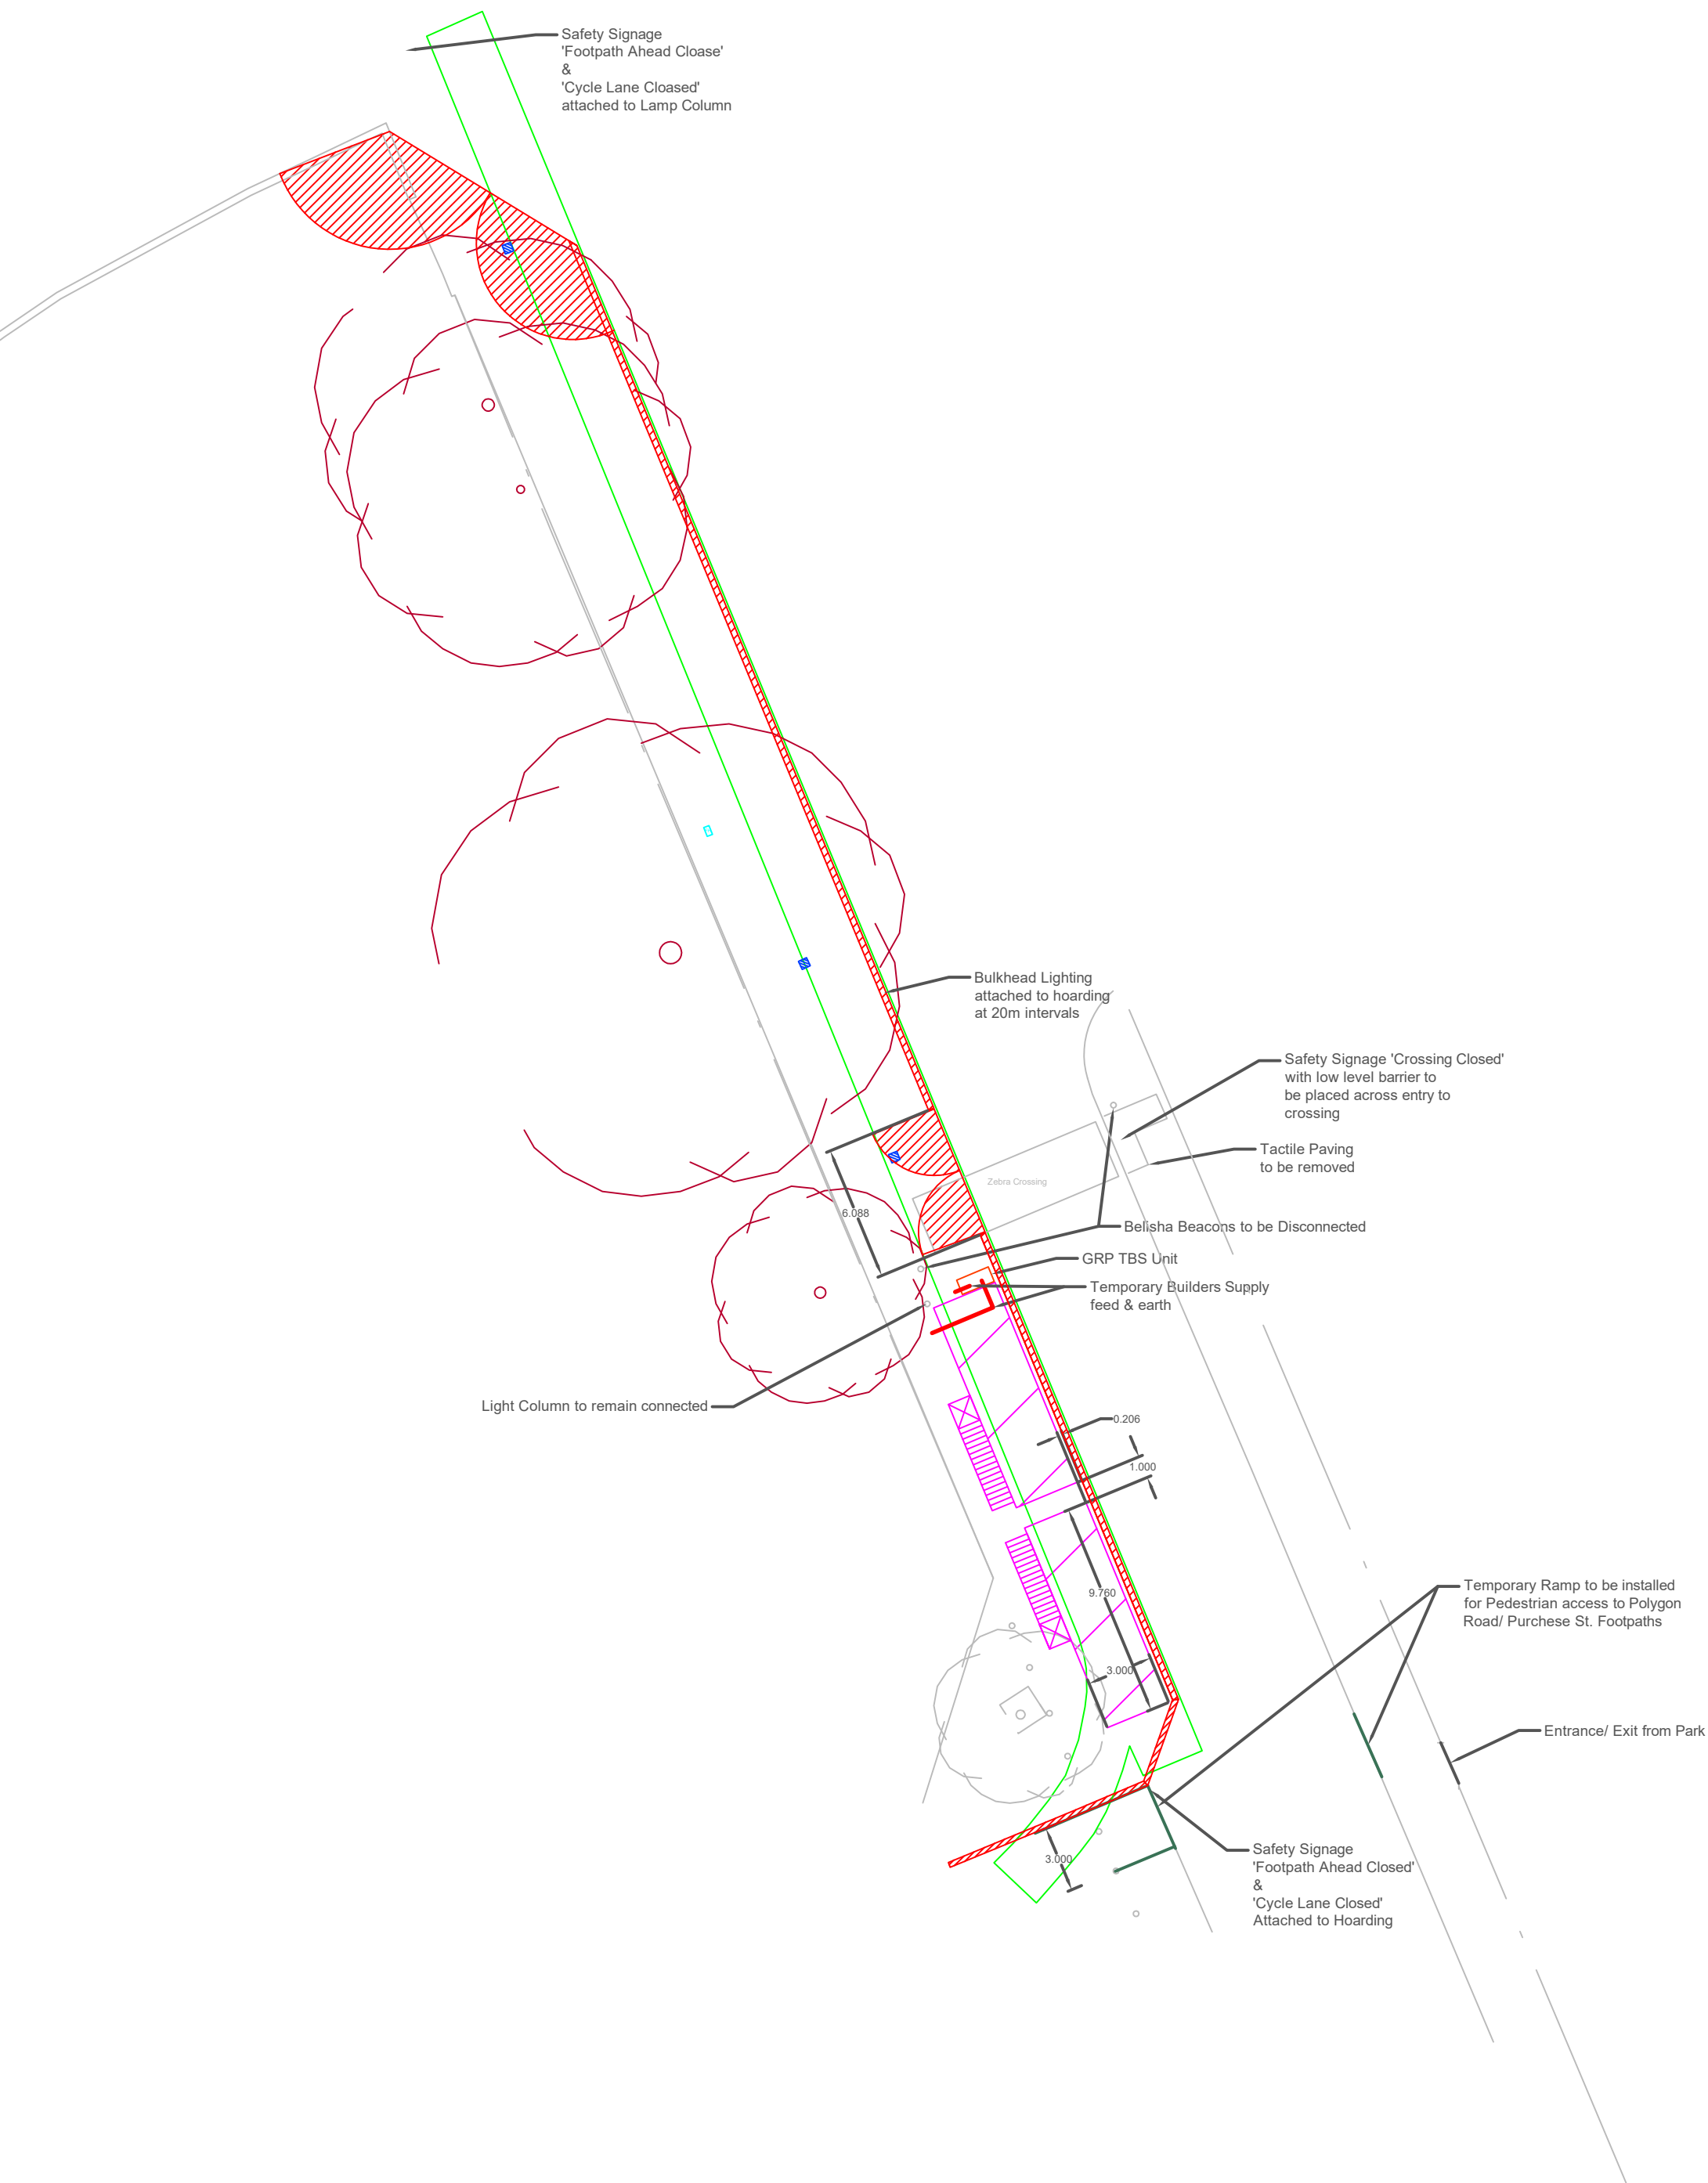 Safety Signage
'Footpath Ahead Cloase'
&
'Cycle Lane Cloased'
attached to Lamp Column
Bulkhead Lighting
attached to hoarding
at 20m intervals
Safety Signage 'Crossing Closed'
with low level barrier to
be placed across entry to
crossing
Tactile Paving
to be removed
Zebra Crossing
6.088
Belisha Beacons to be Disconnected
GRP TBS Unit
Temporary Builders Supply
feed & earth
Light Column to remain connected
0.206
1.000
9.760
Temporary Ramp to be installed
for Pedestrian access to Polygon
Road/ Purchese St. Footpaths
3.000
Entrance/ Exit from Park
3.000
Safety Signage
'Footpath Ahead Closed'
&
'Cycle Lane Closed'
Attached to Hoarding